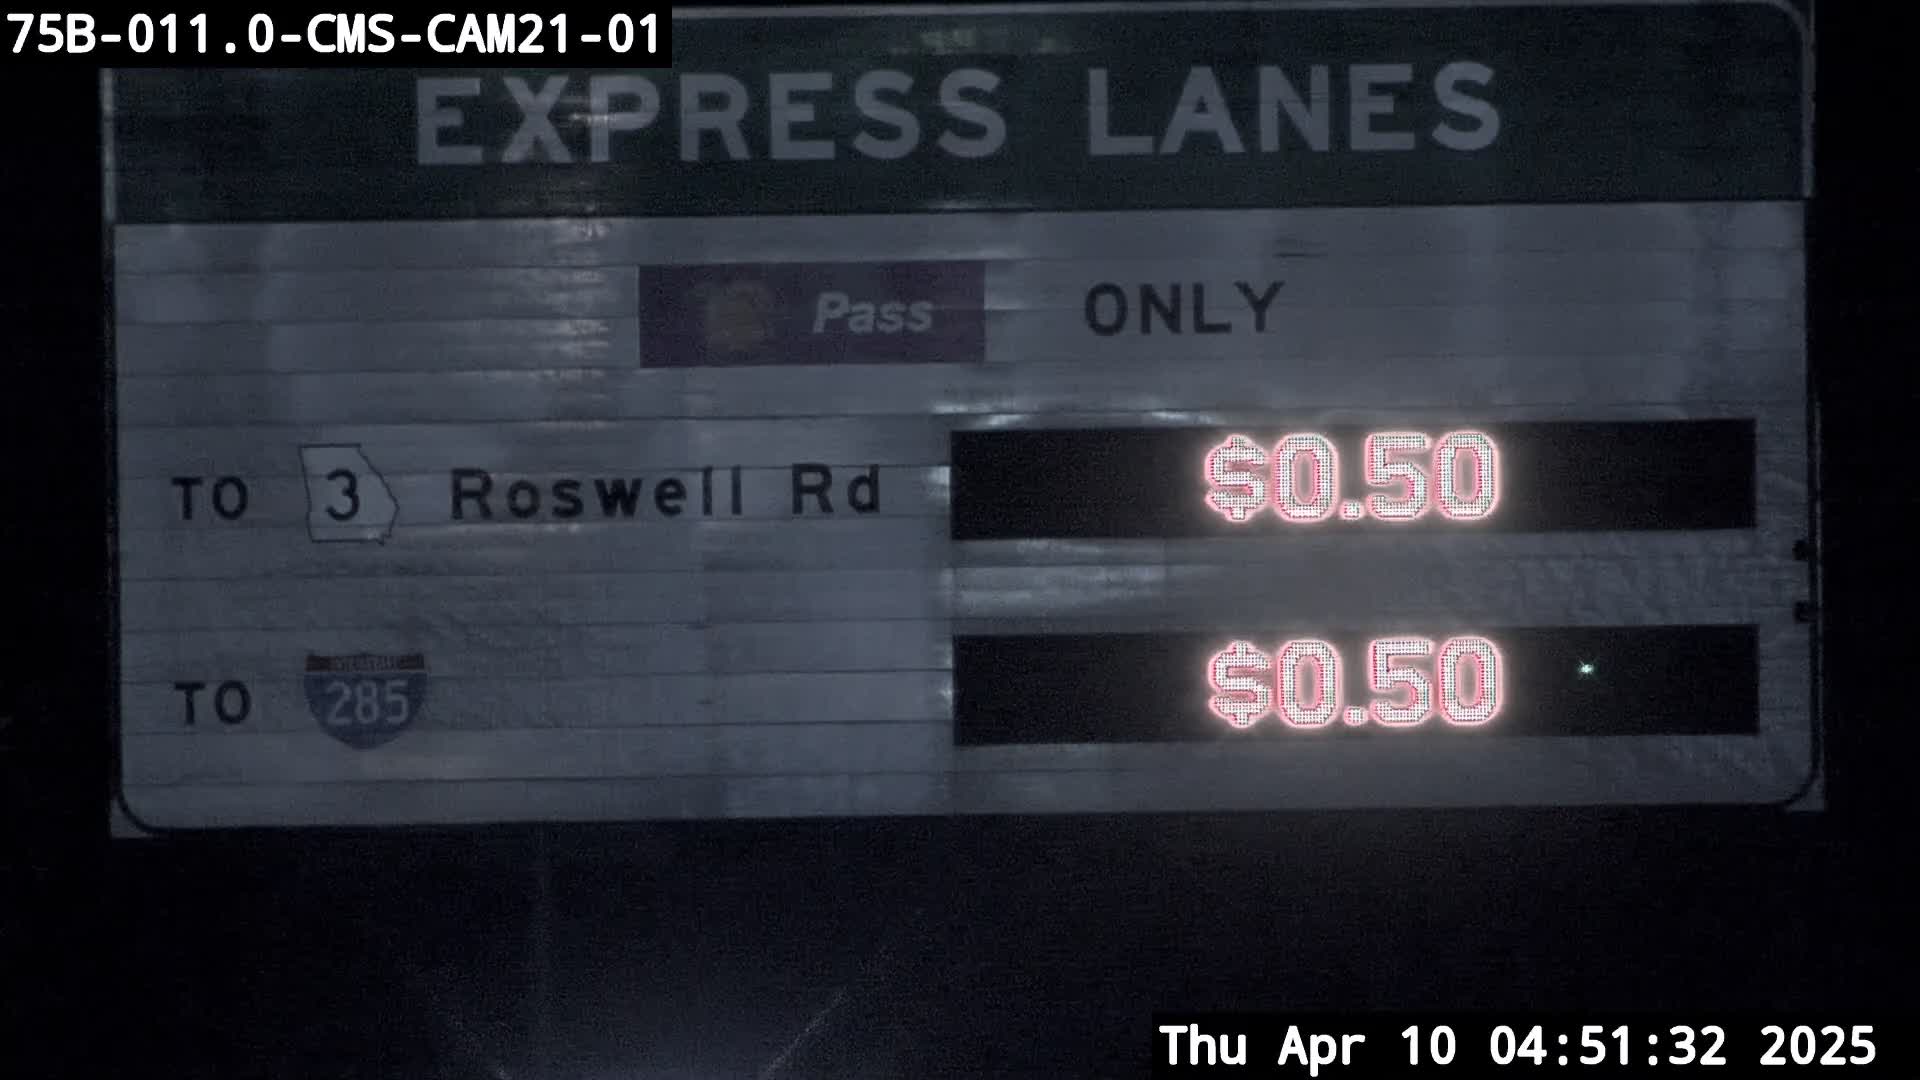 75B-011.0-CMS-CAM21-01
EXPRESS LANES
Pass ONLY
TO 3 Roswell Rd $0.50
TO INTERSTATE 285 $0.50
Thu Apr 10 04:51:32 2025